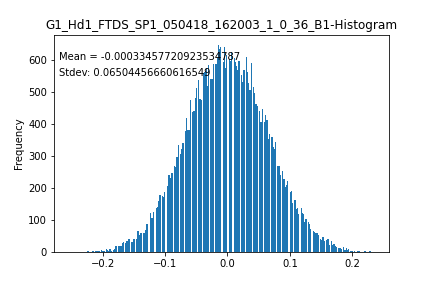 G1_Hd1_FTDS_SP1_050418_162003_1_0_36_B1-Histogram
Mean = -0.00033457720923534787
Stdev: 0.06504456660616549
Frequency
600
500
400
300
200
100
0
−0.2 −0.1 0.0 0.1 0.2